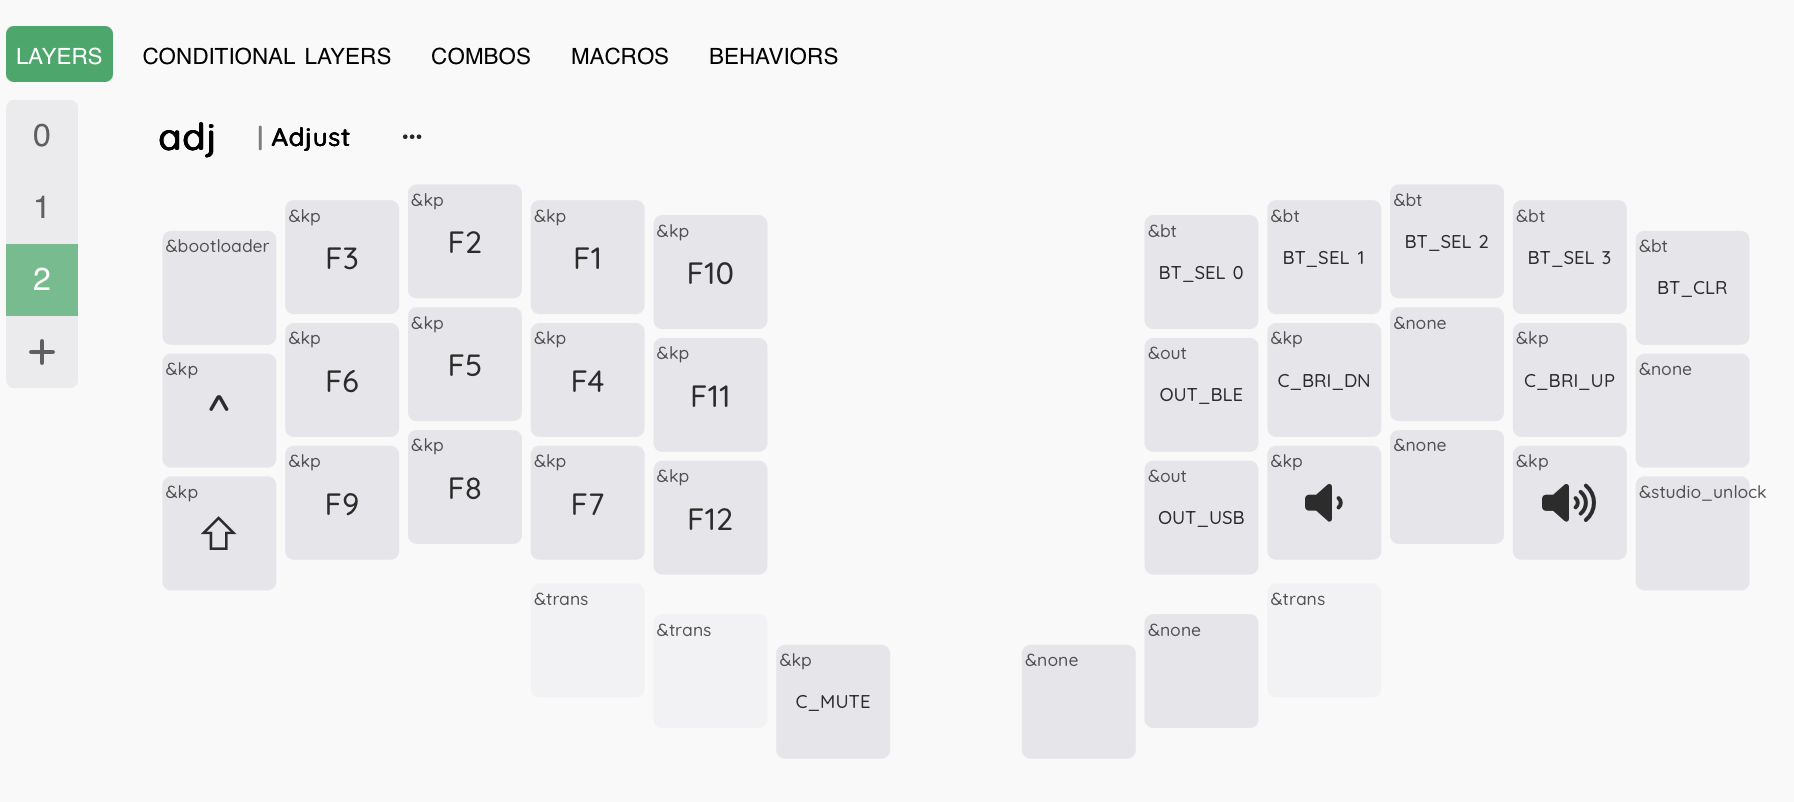 LAYERS CONDITIONAL LAYERS COMBOS MACROS BEHAVIORS
0
1
2
+
adj | Adjust ...
&bootloader
&kp F3
&kp F2
&kp F1
&kp F10
&bt BT_SEL 0
&bt BT_SEL 1
&bt BT_SEL 2
&bt BT_SEL 3
&bt BT_CLR
&kp ^
&kp F6
&kp F5
&kp F4
&kp F11
&out OUT_BLE
&kp C_BRI_DN
&none
&kp C_BRI_UP
&none
&kp
&kp F9
&kp F8
&kp F7
&kp F12
&out OUT_USB
&kp
&none
&kp
&studio_unlock
&trans
&trans
&kp C_MUTE
&none
&none
&trans